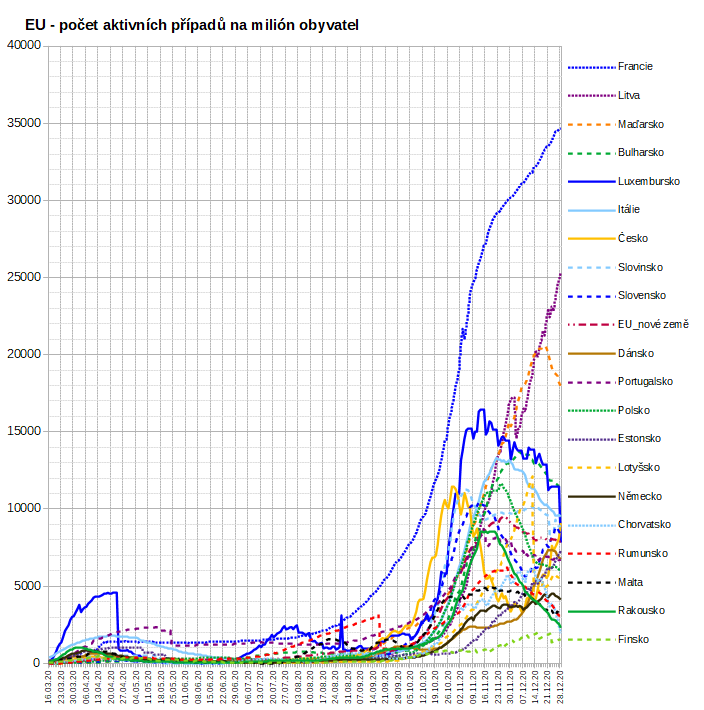 EU - počet aktivních případů na milión obyvatel
40000
35000
30000
25000
20000
15000
10000
5000
0
Francie
Litva
Maďarsko
Bulharsko
Luxembursko
Itálie
Česko
Slovinsko
Slovensko
EU_nové země
Dánsko
Portugalsko
Polsko
Estonsko
Lotyšsko
Německo
Chorvatsko
Rumunsko
Malta
Rakousko
Finsko
16.03.20
23.03.20
30.03.20
06.04.20
13.04.20
20.04.20
27.04.20
04.05.20
11.05.20
18.05.20
25.05.20
01.06.20
08.06.20
15.06.20
22.06.20
29.06.20
06.07.20
13.07.20
20.07.20
27.07.20
03.08.20
10.08.20
17.08.20
24.08.20
31.08.20
07.09.20
14.09.20
21.09.20
28.09.20
05.10.20
12.10.20
19.10.20
26.10.20
02.11.20
09.11.20
16.11.20
23.11.20
30.11.20
07.12.20
14.12.20
21.12.20
28.12.20